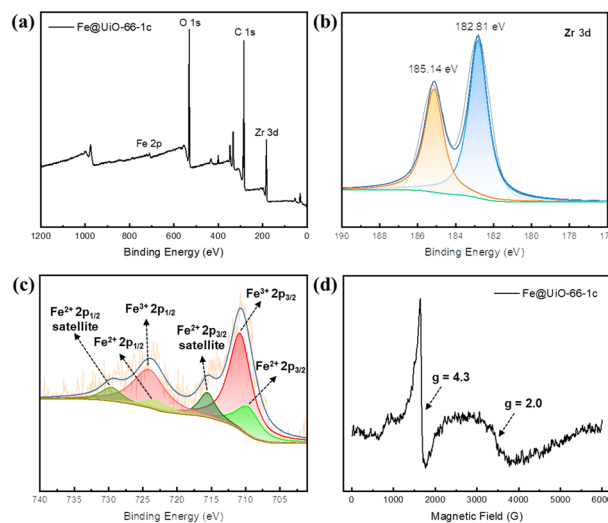 (a)
Fe@UiO-66-1c
O 1s
C 1s
Fe 2p
Zr 3d
1200 1000 800 600 400 200 0
Binding Energy (eV)
(b)
182.81 eV
Zr 3d
185.14 eV
190 188 186 184 182 180 178
Binding Energy (eV)
(c)
Fe³⁺ 2p3/2
Fe³⁺ 2p1/2
Fe²⁺ 2p1/2
satellite
Fe²⁺ 2p1/2
Fe²⁺ 2p3/2
satellite
Fe²⁺ 2p3/2
740 735 730 725 720 715 710 705
Binding Energy (eV)
(d)
Fe@UiO-66-1c
g = 4.3
g = 2.0
0 1000 2000 3000 4000 5000 6000
Magnetic Field (G)